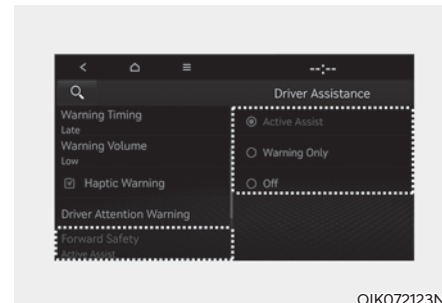 --:--
Driver Assistance
Warning Timing
Late
Warning Volume
Low
Haptic Warning
Driver Attention Warning
Forward Safety
Active Assist
Active Assist
Warning Only
Off
OIK072123N